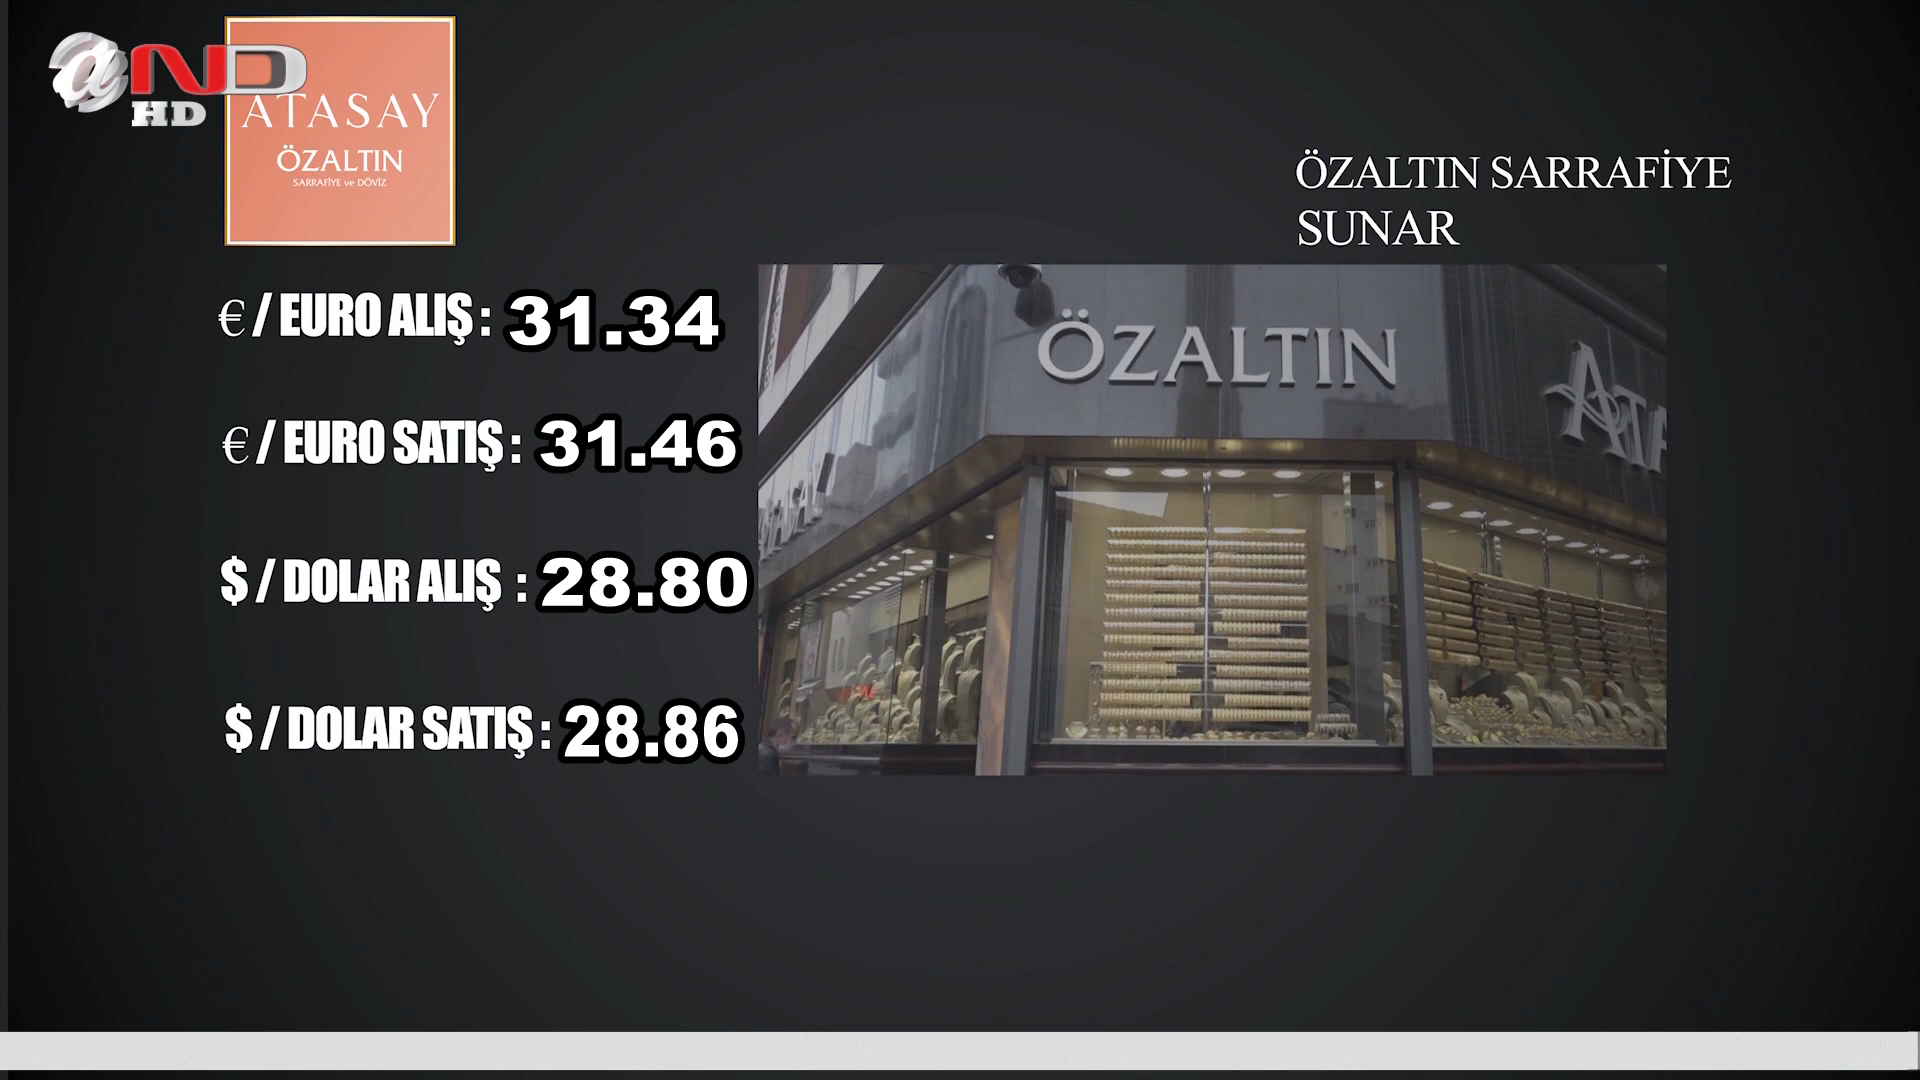 @ND
HD
ATASAY
ÖZALTIN
SARRAFİYE ve DÖVİZ
ÖZALTIN SARRAFİYE
SUNAR
€ / EURO ALIŞ : 31.34
€ / EURO SATIŞ : 31.46
$ / DOLAR ALIŞ : 28.80
$ / DOLAR SATIŞ : 28.86
ÖZALTIN